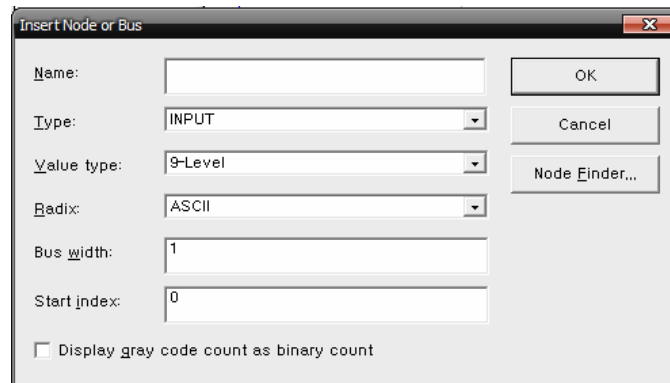 Insert Node or Bus
Name:
OK
Type:
INPUT
Cancel
Value type:
9-Level
Node Finder...
Radix:
ASCII
Bus width:
1
Start index:
0
Display gray code count as binary count